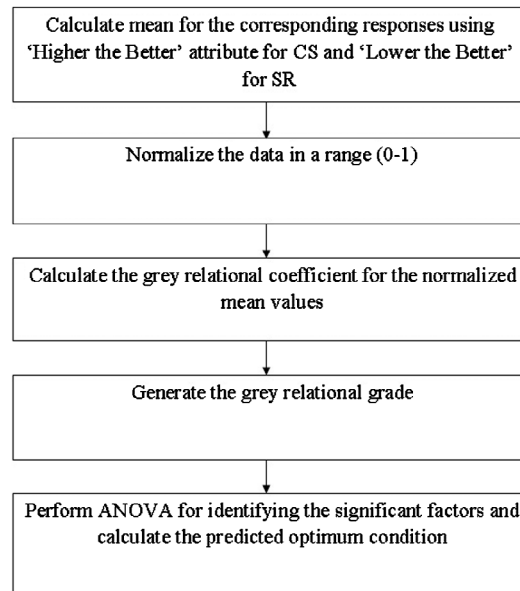 Calculate mean for the corresponding responses using
‘Higher the Better’ attribute for CS and ‘Lower the Better’
for SR
Normalize the data in a range (0-1)
Calculate the grey relational coefficient for the normalized
mean values
Generate the grey relational grade
Perform ANOVA for identifying the significant factors and
calculate the predicted optimum condition